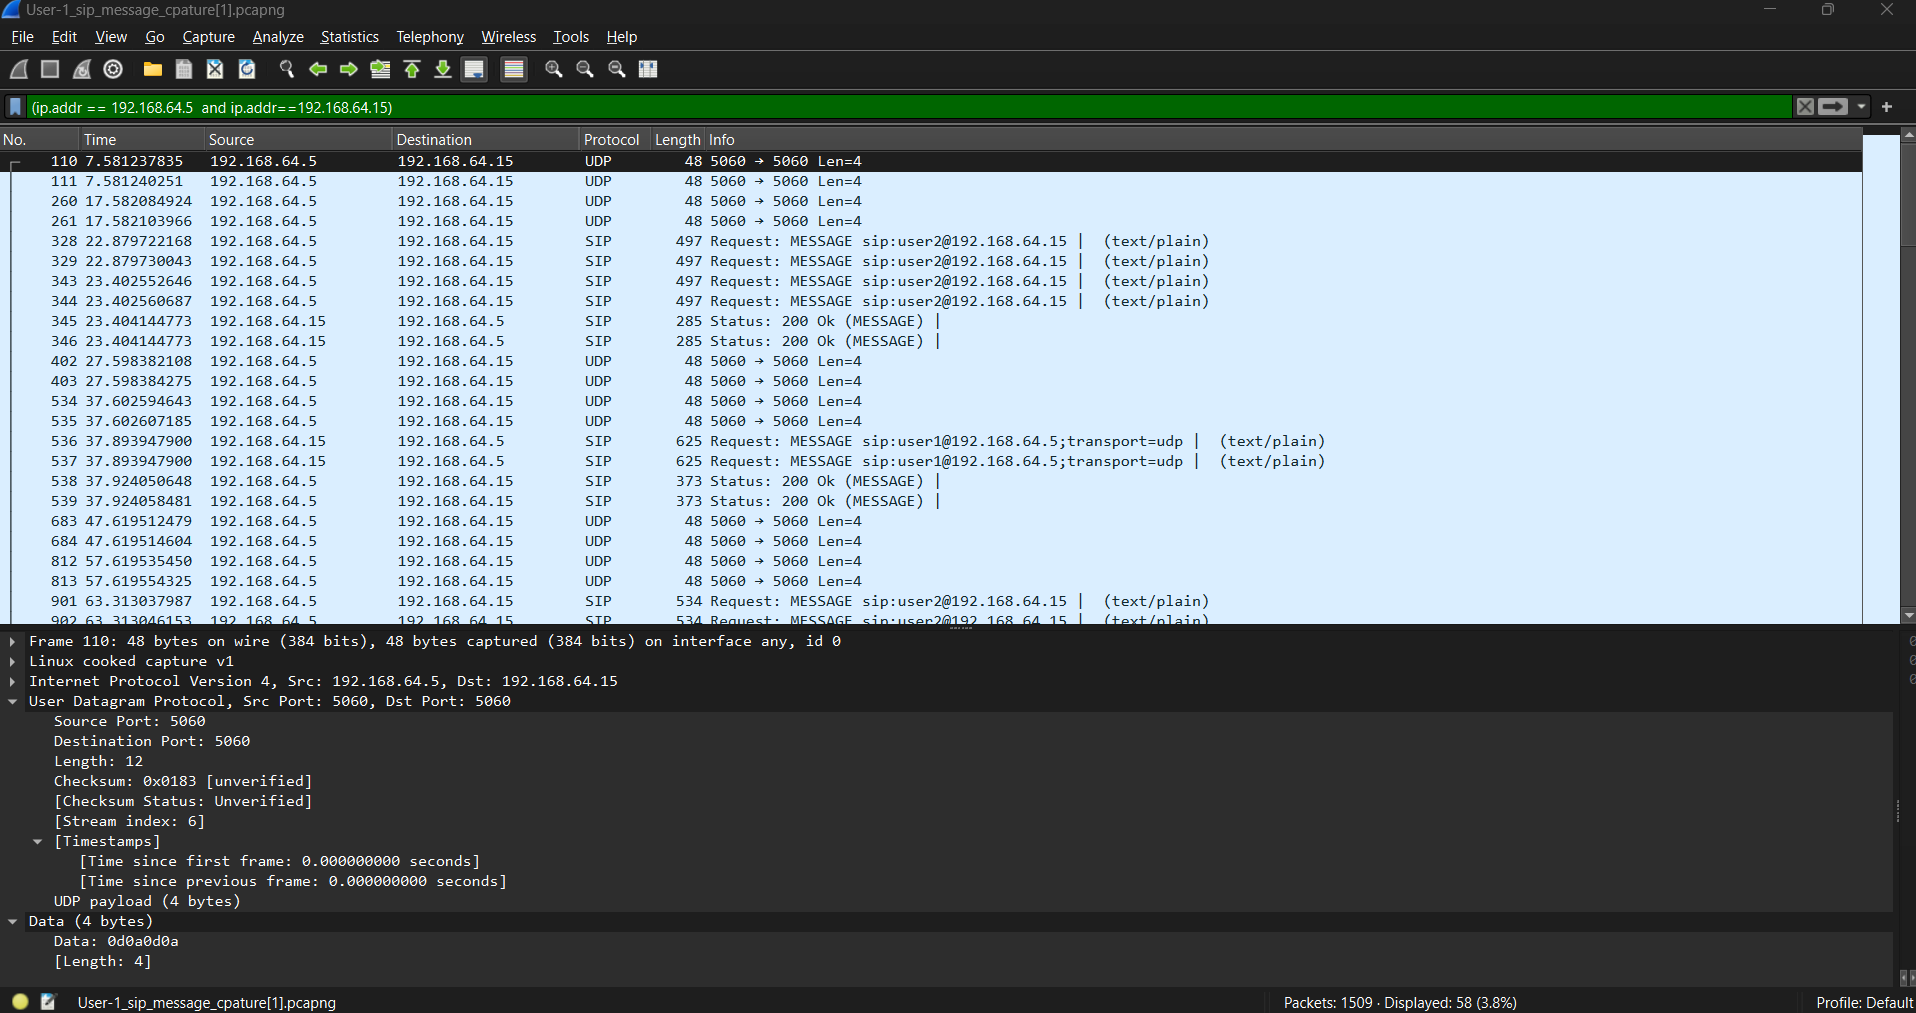 User-1_sip_message_cpature[1].pcapng
File Edit View Go Capture Analyze Statistics Telephony Wireless Tools Help
(ip.addr == 192.168.64.5 and ip.addr==192.168.64.15)
No. Time Source Destination Protocol Length Info
110 7.581237835 192.168.64.5 192.168.64.15 UDP 48 5060 → 5060 Len=4
111 7.581240251 192.168.64.5 192.168.64.15 UDP 48 5060 → 5060 Len=4
260 17.582084924 192.168.64.5 192.168.64.15 UDP 48 5060 → 5060 Len=4
261 17.582103966 192.168.64.5 192.168.64.15 UDP 48 5060 → 5060 Len=4
328 22.879722168 192.168.64.5 192.168.64.15 SIP 497 Request: MESSAGE sip:user2@192.168.64.15 | (text/plain)
329 22.879730043 192.168.64.5 192.168.64.15 SIP 497 Request: MESSAGE sip:user2@192.168.64.15 | (text/plain)
343 23.402552646 192.168.64.5 192.168.64.15 SIP 497 Request: MESSAGE sip:user2@192.168.64.15 | (text/plain)
344 23.402560687 192.168.64.5 192.168.64.15 SIP 497 Request: MESSAGE sip:user2@192.168.64.15 | (text/plain)
345 23.404144773 192.168.64.15 192.168.64.5 SIP 285 Status: 200 Ok (MESSAGE) |
346 23.404144773 192.168.64.15 192.168.64.5 SIP 285 Status: 200 Ok (MESSAGE) |
402 27.598382108 192.168.64.5 192.168.64.15 UDP 48 5060 → 5060 Len=4
403 27.598384275 192.168.64.5 192.168.64.15 UDP 48 5060 → 5060 Len=4
534 37.602594643 192.168.64.5 192.168.64.15 UDP 48 5060 → 5060 Len=4
535 37.602607185 192.168.64.5 192.168.64.15 UDP 48 5060 → 5060 Len=4
536 37.893947900 192.168.64.15 192.168.64.5 SIP 625 Request: MESSAGE sip:user1@192.168.64.5;transport=udp | (text/plain)
537 37.893947900 192.168.64.15 192.168.64.5 SIP 625 Request: MESSAGE sip:user1@192.168.64.5;transport=udp | (text/plain)
538 37.924050648 192.168.64.5 192.168.64.15 SIP 373 Status: 200 Ok (MESSAGE) |
539 37.924058481 192.168.64.5 192.168.64.15 SIP 373 Status: 200 Ok (MESSAGE) |
683 47.619512479 192.168.64.5 192.168.64.15 UDP 48 5060 → 5060 Len=4
684 47.619514604 192.168.64.5 192.168.64.15 UDP 48 5060 → 5060 Len=4
812 57.619535450 192.168.64.5 192.168.64.15 UDP 48 5060 → 5060 Len=4
813 57.619554325 192.168.64.5 192.168.64.15 UDP 48 5060 → 5060 Len=4
901 63.313037987 192.168.64.5 192.168.64.15 SIP 534 Request: MESSAGE sip:user2@192.168.64.15 | (text/plain)
902 63.313046153 192.168.64.5 192.168.64.15 SIP 534 Request: MESSAGE sip:user2@192.168.64.15 | (text/plain)
Frame 110: 48 bytes on wire (384 bits), 48 bytes captured (384 bits) on interface any, id 0
Linux cooked capture v1
Internet Protocol Version 4, Src: 192.168.64.5, Dst: 192.168.64.15
User Datagram Protocol, Src Port: 5060, Dst Port: 5060
Source Port: 5060
Destination Port: 5060
Length: 12
Checksum: 0x0183 [unverified]
[Checksum Status: Unverified]
[Stream index: 6]
[Timestamps]
[Time since first frame: 0.000000000 seconds]
[Time since previous frame: 0.000000000 seconds]
UDP payload (4 bytes)
Data (4 bytes)
Data: 0d0a0d0a
[Length: 4]
User-1_sip_message_cpature[1].pcapng
Packets: 1509 · Displayed: 58 (3.8%)
Profile: Default